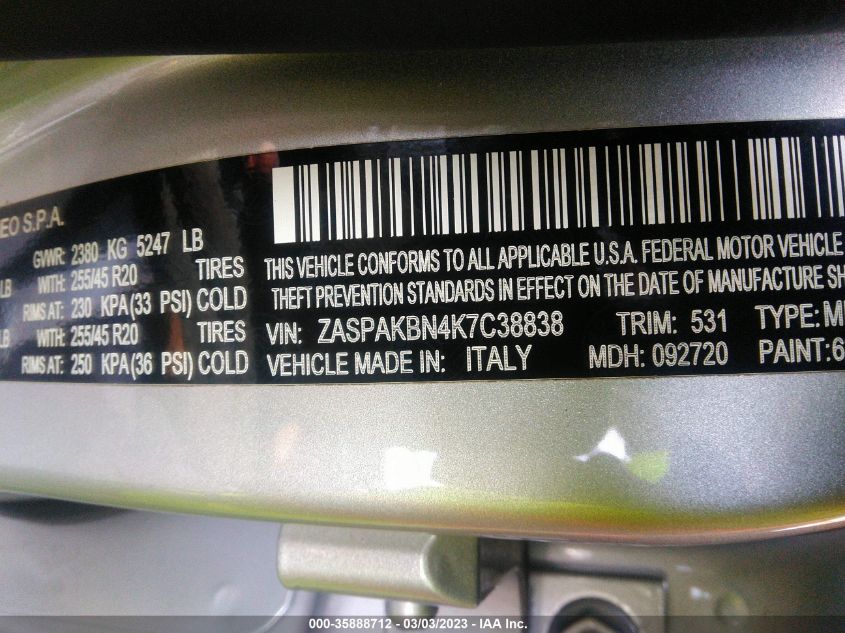 EO S.P.A.
GVWR: 2380 KG 5247 LB
LB WITH: 255/45 R20 TIRES
RIMS AT: 230 KPA(33 PSI) COLD
LB WITH: 255/45 R20 TIRES
RIMS AT: 250 KPA(36 PSI) COLD
THIS VEHICLE CONFORMS TO ALL APPLICABLE U.S.A. FEDERAL MOTOR VEHICLE
THEFT PREVENTION STANDARDS IN EFFECT ON THE DATE OF MANUFACTURE SH
VIN: ZASPAKBN4K7C38838 TRIM: 531 TYPE:
VEHICLE MADE IN: ITALY MDH: 092720 PAINT:6
000-35888712 - 03/03/2023 - IAA Inc.